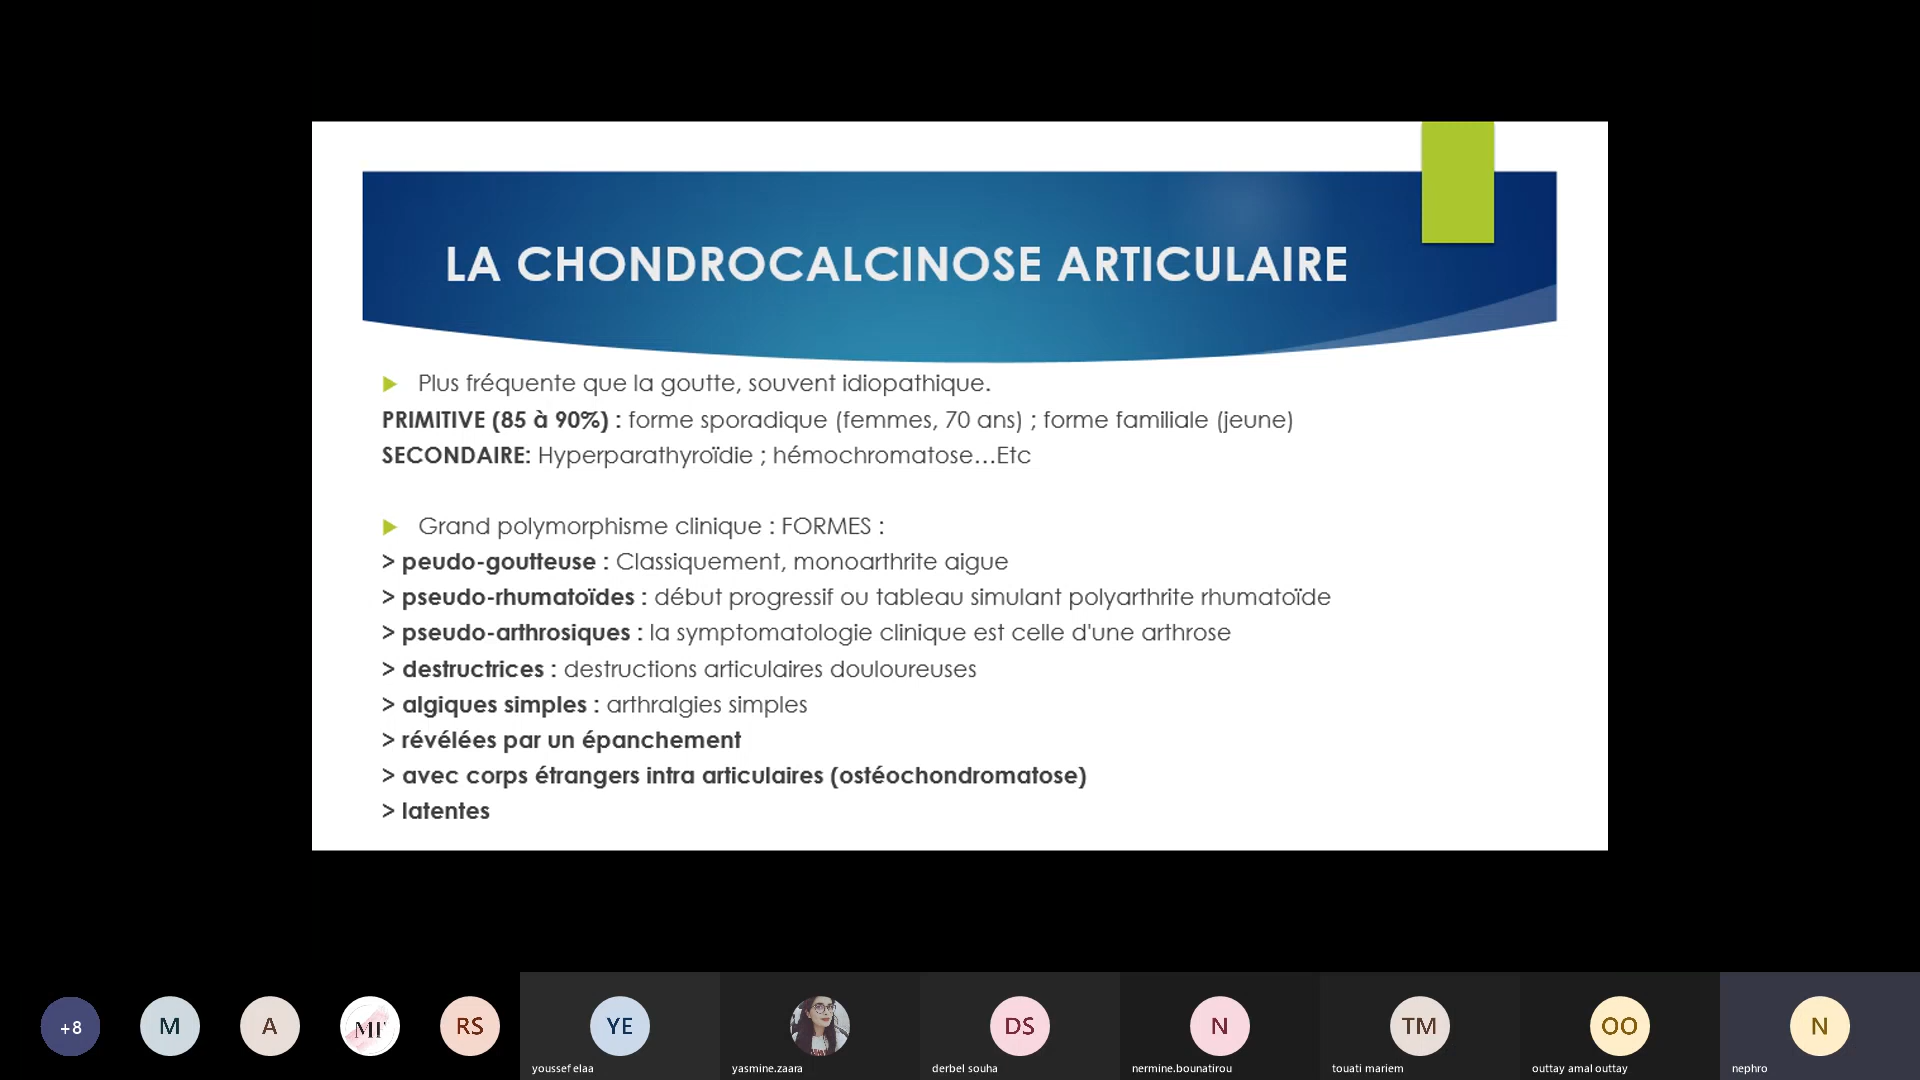 LA CHONDROCALCINOSE ARTICULAIRE
Plus fréquente que la goutte, souvent idiopathique.
PRIMITIVE (85 à 90%) : forme sporadique (femmes, 70 ans) ; forme familiale (jeune)
SECONDAIRE: Hyperparathyroïdie ; hémochromatose...Etc
Grand polymorphisme clinique : FORMES :
> peudo-goutteuse : Classiquement, monoarthrite aigue
> pseudo-rhumatoïdes : début progressif ou tableau simulant polyarthrite rhumatoïde
> pseudo-arthrosiques : la symptomatologie clinique est celle d'une arthrose
> destructrices : destructions articulaires douloureuses
> algiques simples : arthralgies simples
> révélées par un épanchement
> avec corps étrangers intra articulaires (ostéochondromatose)
> latentes
+8
M
A
MF
RS
YE
DS
N
TM
OO
N
youssef elaa
yasmine.zaara
derbel souha
nermine.bounatirou
touati mariem
outtay amal outtay
nephro